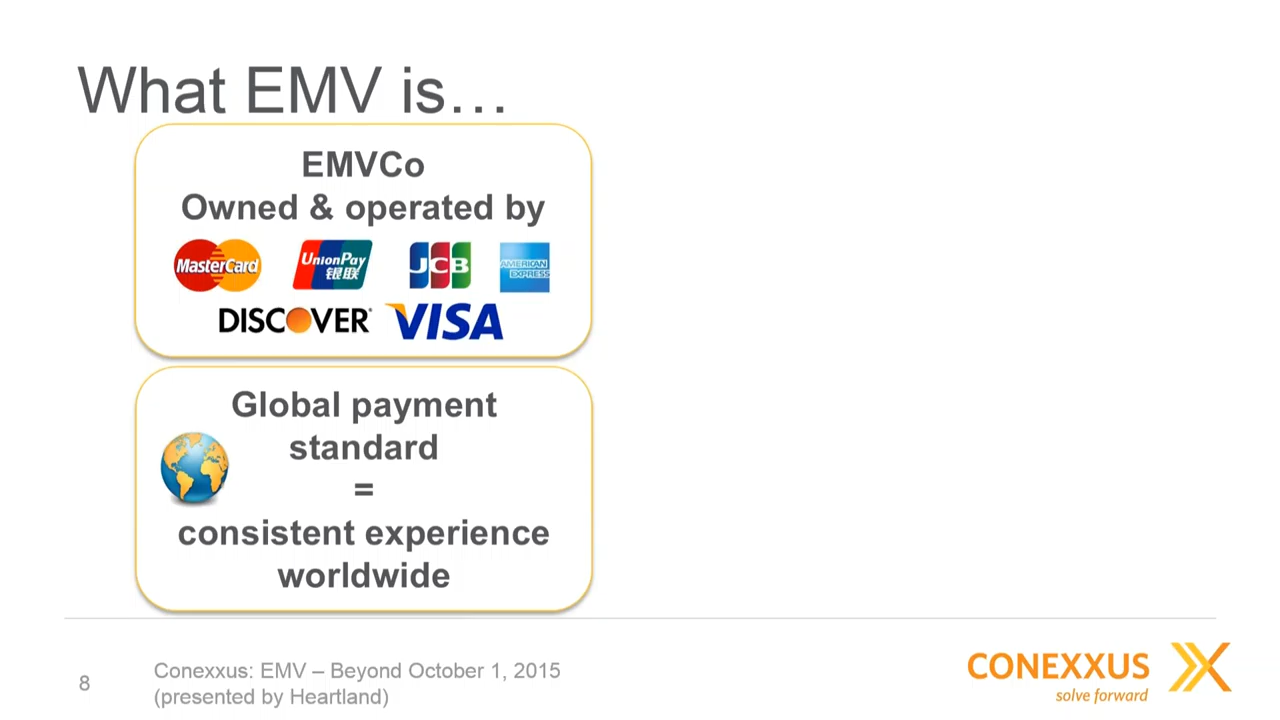 What EMV is…
EMVCo
Owned & operated by
MasterCard
UnionPay
银联
JCB
AMERICAN
EXPRESS
DISCOVER
VISA
Global payment
standard
=
consistent experience
worldwide
8
Conexxus: EMV – Beyond October 1, 2015
(presented by Heartland)
CONEXXUS
solve forward